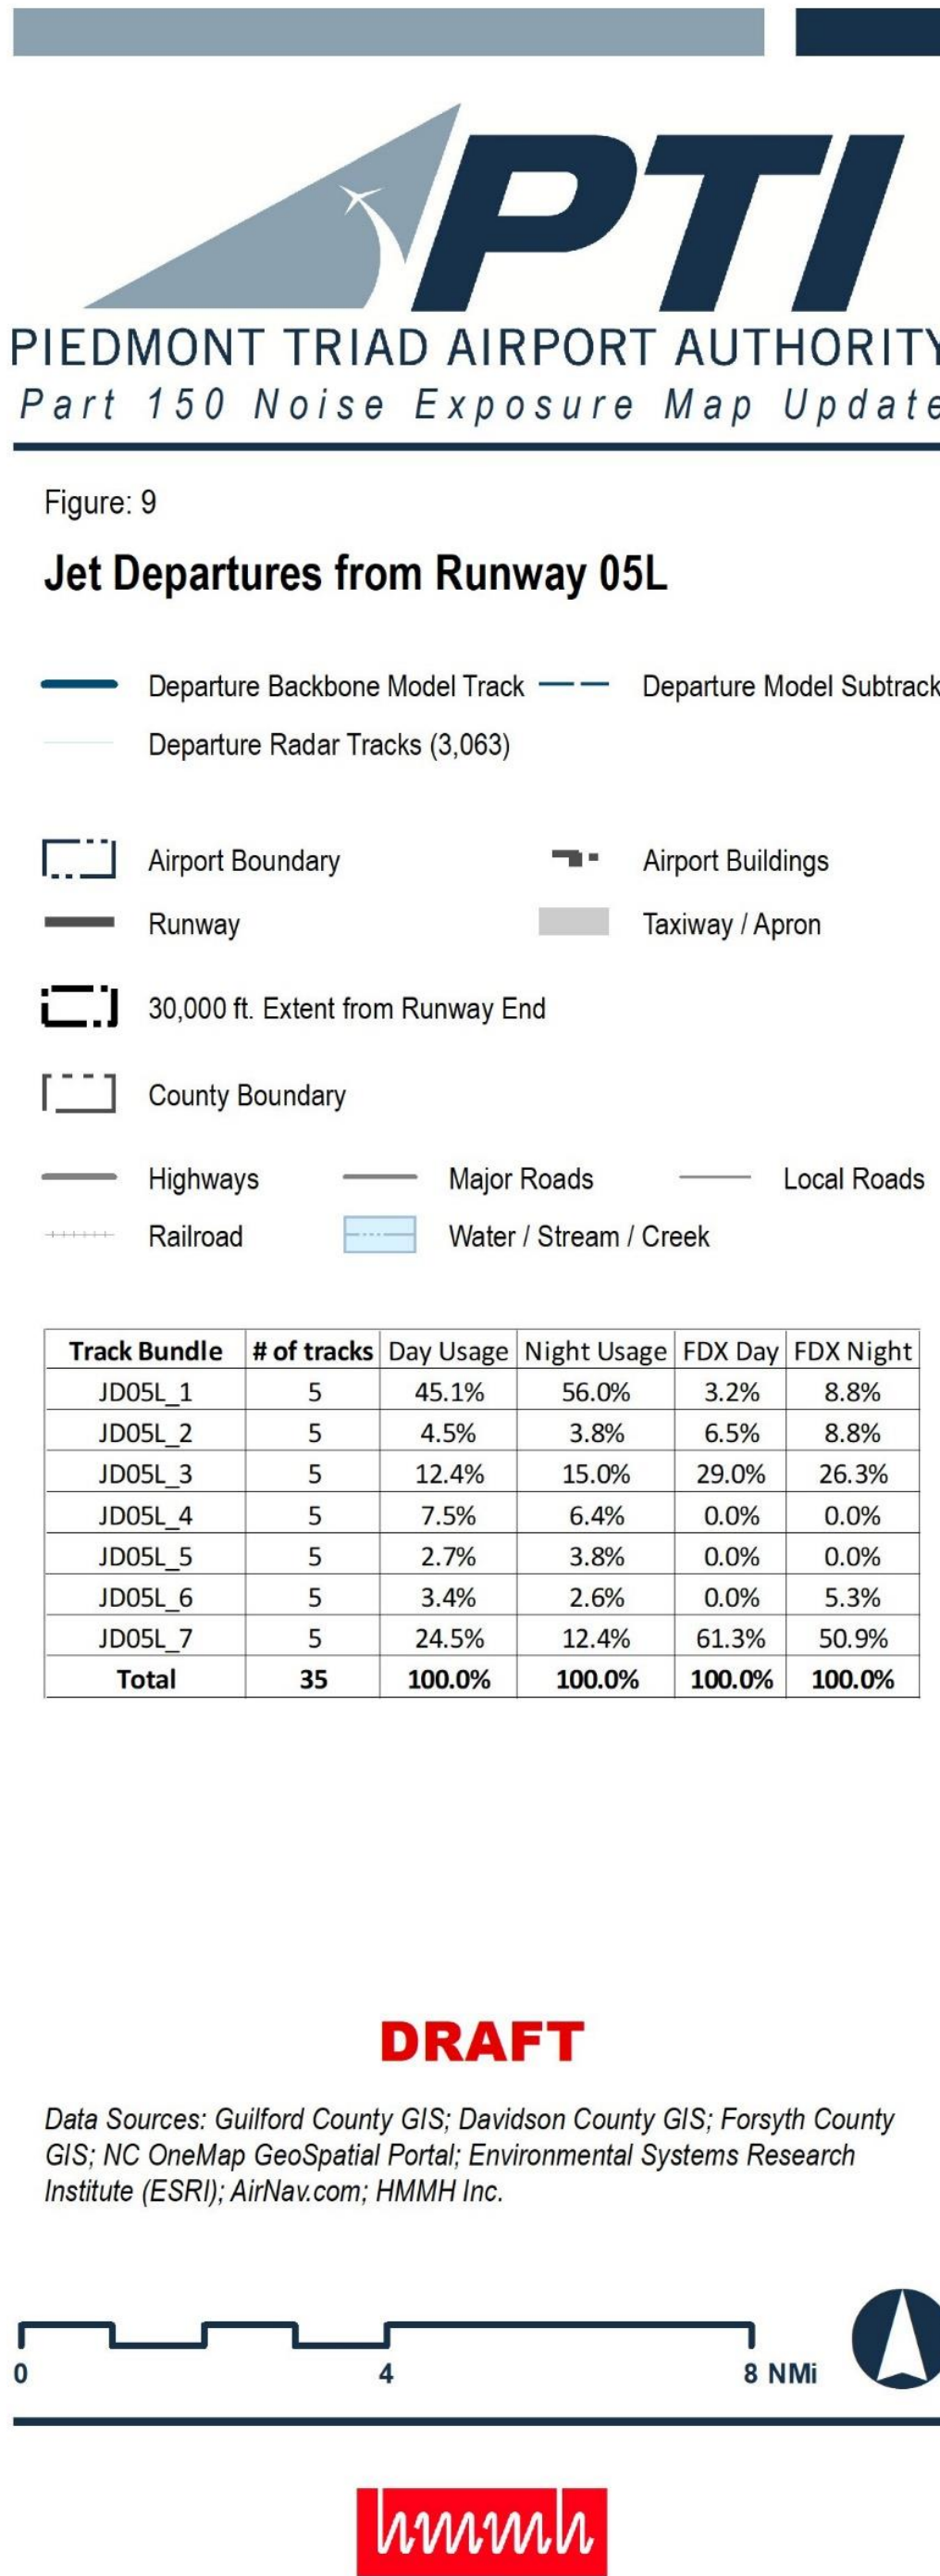 PTI
PIEDMONT TRIAD AIRPORT AUTHORITY
Part 150 Noise Exposure Map Update
Figure: 9
Jet Departures from Runway 05L
Departure Backbone Model Track Departure Model Subtrack
Departure Radar Tracks (3,063)
Airport Boundary Airport Buildings
Runway Taxiway / Apron
30,000 ft. Extent from Runway End
County Boundary
Highways Major Roads Local Roads
Railroad Water / Stream / Creek
Track Bundle # of tracks Day Usage Night Usage FDX Day FDX Night
JD05L_1 5 45.1% 56.0% 3.2% 8.8%
JD05L_2 5 4.5% 3.8% 6.5% 8.8%
JD05L_3 5 12.4% 15.0% 29.0% 26.3%
JD05L_4 5 7.5% 6.4% 0.0% 0.0%
JD05L_5 5 2.7% 3.8% 0.0% 0.0%
JD05L_6 5 3.4% 2.6% 0.0% 5.3%
JD05L_7 5 24.5% 12.4% 61.3% 50.9%
Total 35 100.0% 100.0% 100.0% 100.0%
DRAFT
Data Sources: Guilford County GIS; Davidson County GIS; Forsyth County
GIS; NC OneMap GeoSpatial Portal; Environmental Systems Research
Institute (ESRI); AirNav.com; HMMH Inc.
0 4 8 NMi
hmmh